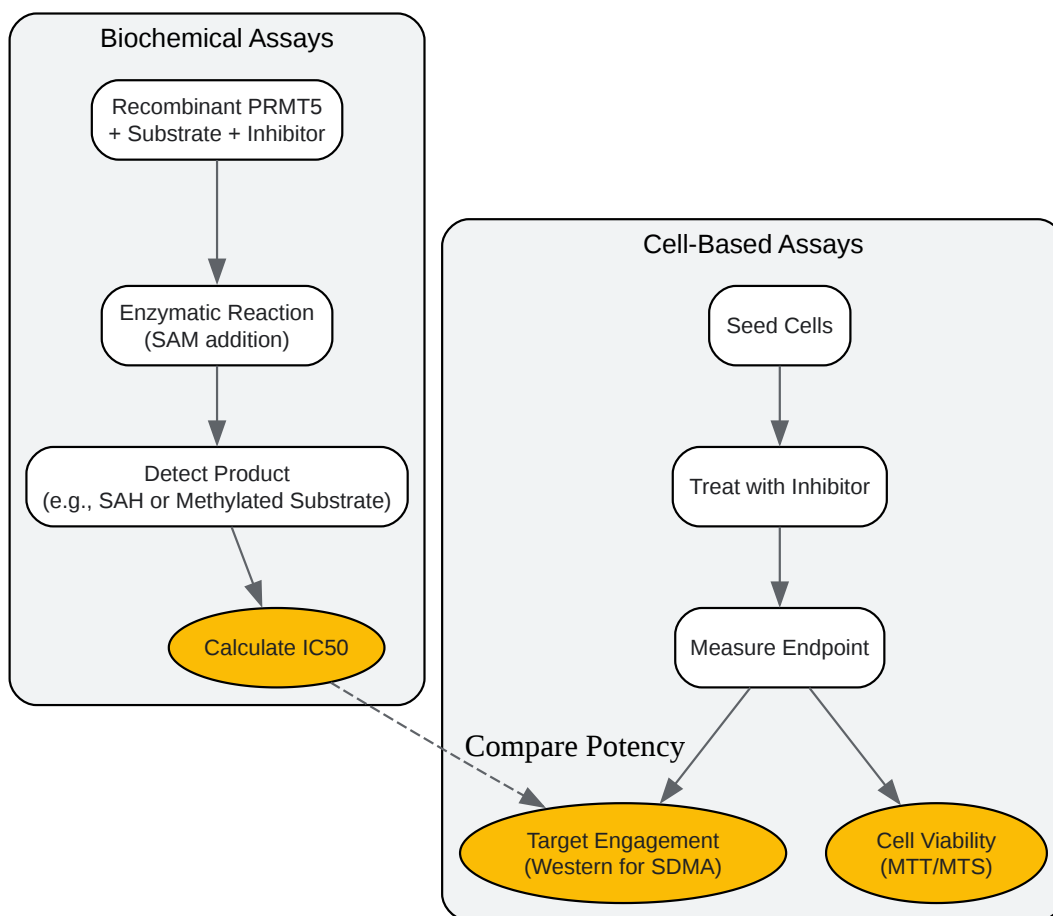 Biochemical Assays
Recombinant PRMT5
+ Substrate + Inhibitor
Enzymatic Reaction
(SAM addition)
Detect Product
(e.g., SAH or Methylated Substrate)
Calculate IC50
Compare Potency
Cell-Based Assays
Seed Cells
Treat with Inhibitor
Measure Endpoint
Target Engagement
(Western for SDMA)
Cell Viability
(MTT/MTS)